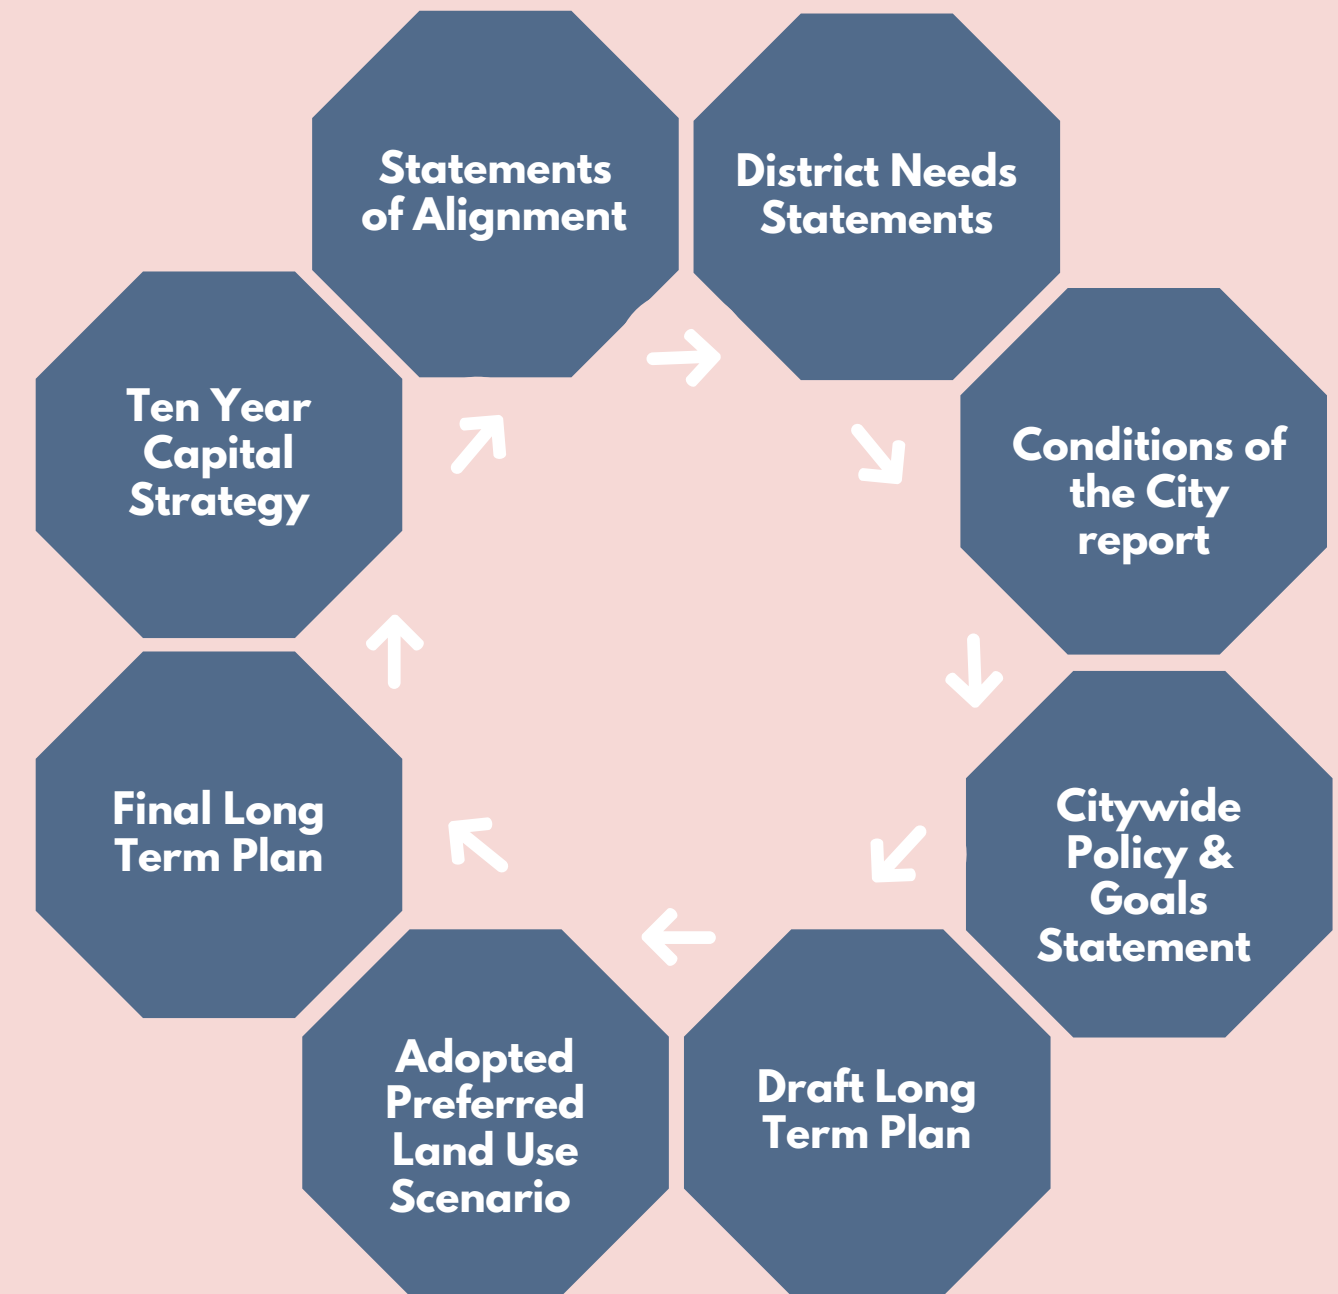 Statements
of Alignment
District Needs
Statements
Conditions of
the City
report
Citywide
Policy &
Goals
Statement
Draft Long
Term Plan
Adopted
Preferred
Land Use
Scenario
Final Long
Term Plan
Ten Year
Capital
Strategy